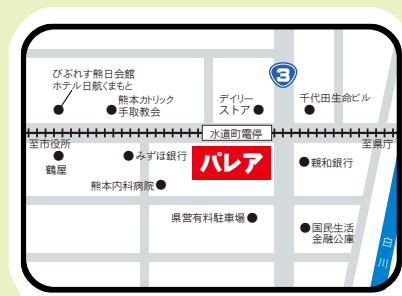 びぷれす熊日会館
ホテル日航くまもと
熊本カトリック
手取教会
デイリー
ストア
3
千代田生命ビル
水道町電停
至市役所
至県庁
鶴屋
みずほ銀行
パレア
親和銀行
熊本内科病院
県営有料駐車場
国民生活
金融公庫
白川